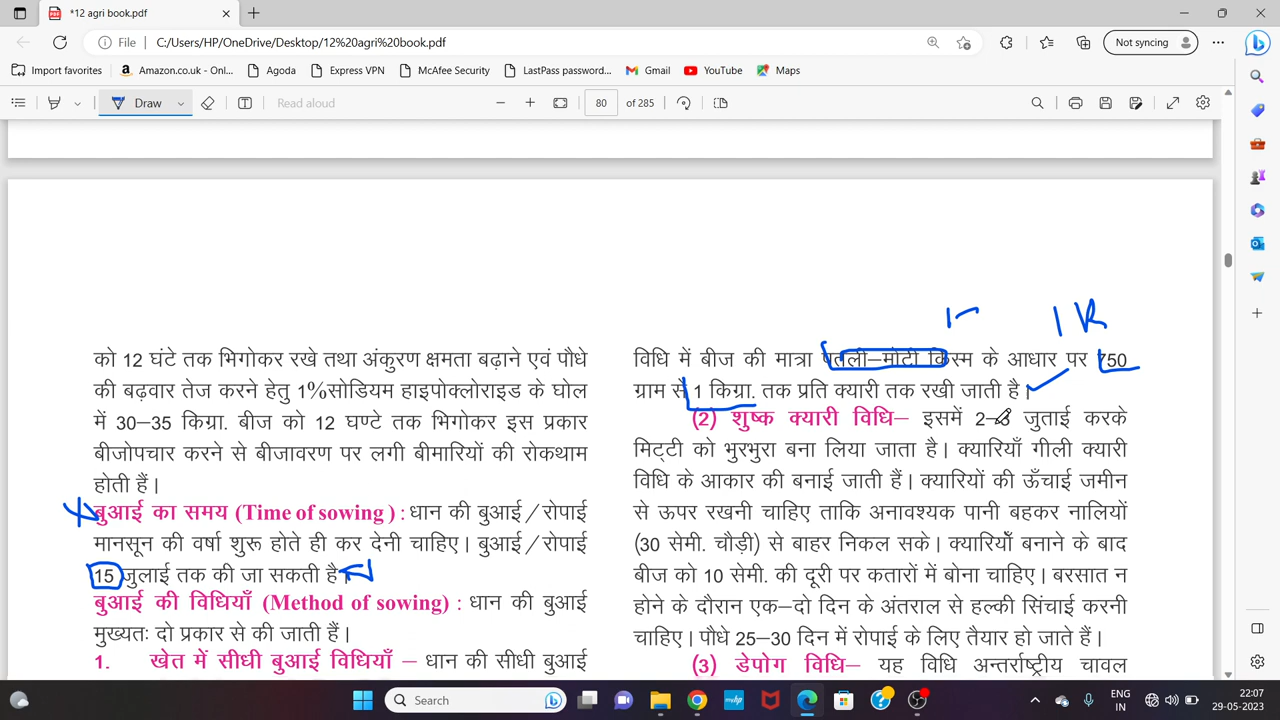 *12 agri book.pdf
File C:/Users/HP/OneDrive/Desktop/12%20agri%20book.pdf
Not syncing
Import favorites Amazon.co.uk - Onl... Agoda Express VPN McAfee Security LastPass password... Gmail YouTube Maps
Draw Read aloud 80 of 285
1 K
को 12 घंटे तक भिगोकर रखे तथा अंकुरण क्षमता बढ़ाने एवं पौधे
की बढ़वार तेज करने हेतु 1%सोडियम हाइपोक्लोराइड के घोल
में 30–35 किग्रा. बीज को 12 घण्टे तक भिगोकर इस प्रकार
बीजोपचार करने से बीजावरण पर लगी बीमारियों की रोकथाम
होती हैं।
बुआई का समय (Time of sowing ) : धान की बुआई/रोपाई
मानसून की वर्षा शुरू होते ही कर देनी चाहिए। बुआई/रोपाई
15 जुलाई तक की जा सकती है।
बुआई की विधियाँ (Method of sowing) : धान की बुआई
मुख्यतः दो प्रकार से की जाती हैं।
1. खेत में सीधी बुआई विधियाँ – धान की सीधी बुआई
विधि में बीज की मात्रा पतली–मोटी किस्म के आधार पर 750
ग्राम से 1 किग्रा. तक प्रति क्यारी तक रखी जाती है।
(2) शुष्क क्यारी विधि– इसमें 2–3 जुताई करके
मिट्टी को भुरभुरा बना लिया जाता है। क्यारियाँ गीली क्यारी
विधि के आकार की बनाई जाती हैं। क्यारियों की ऊँचाई जमीन
से ऊपर रखनी चाहिए ताकि अनावश्यक पानी बहकर नालियों
(30 सेमी. चौड़ी) से बाहर निकल सके। क्यारियाँ बनाने के बाद
बीज को 10 सेमी. की दूरी पर कतारों में बोना चाहिए। बरसात न
होने के दौरान एक–दो दिन के अंतराल से हल्की सिंचाई करनी
चाहिए। पौधे 25–30 दिन में रोपाई के लिए तैयार हो जाते हैं।
(3) डेपोग विधि– यह विधि अन्तर्राष्ट्रीय चावल
Search
ENG
IN
22:07
29-05-2023